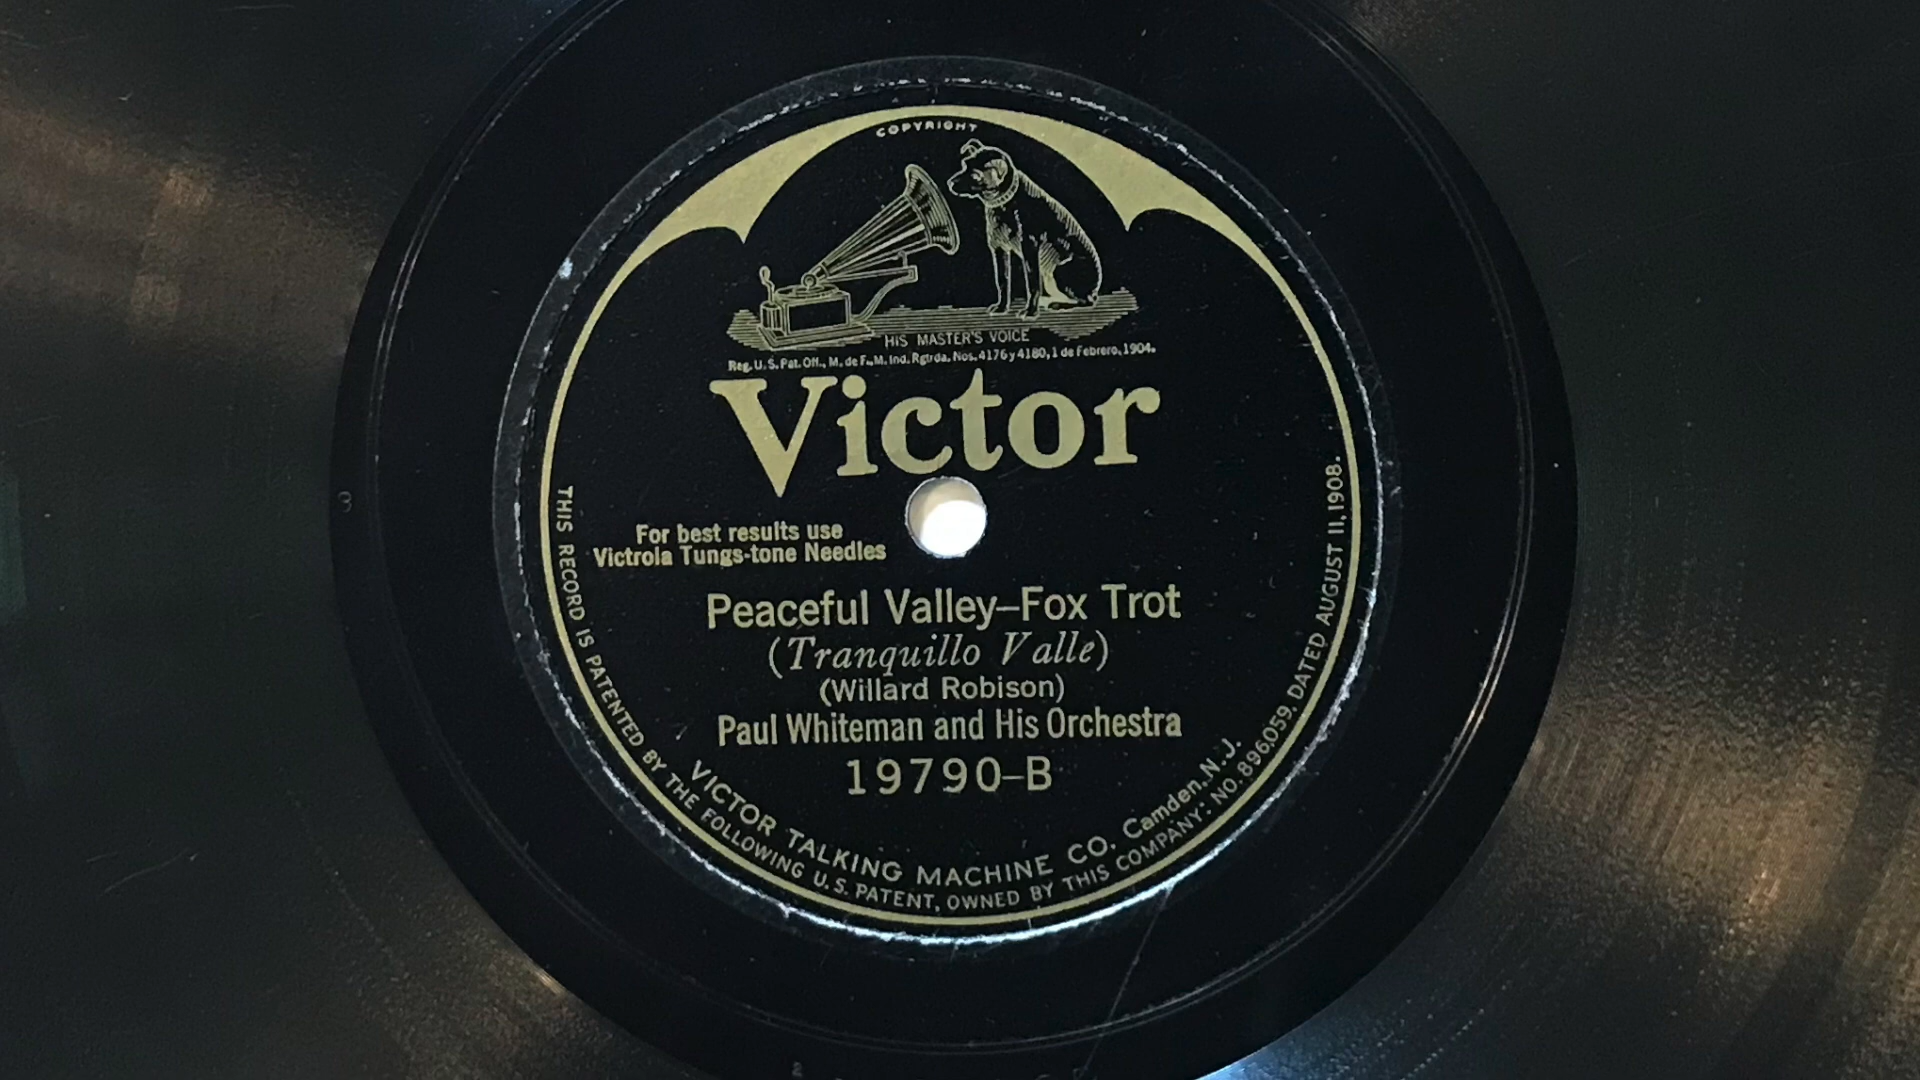 COPYRIGHT
HIS MASTER'S VOICE
Reg. U.S. Pat. Off., M. de F., M. Ind. Rgtrda. Nos. 4176 y 4180, 1 de Febrero, 1904.
Victor
For best results use
Victrola Tungs-tone Needles
Peaceful Valley–Fox Trot
(Tranquillo Valle)
(Willard Robison)
Paul Whiteman and His Orchestra
19790–B
VICTOR TALKING MACHINE CO. Camden, N.J.
THIS RECORD IS PATENTED BY THE FOLLOWING U.S. PATENT, OWNED BY THIS COMPANY: NO. 896,059. DATED AUGUST 11, 1908.